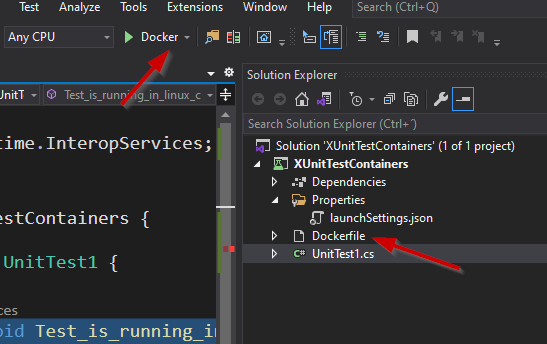 Test Analyze Tools Extensions Window Help Search (Ctrl+Q)
Any CPU Docker
UnitT Test_is_running_in_linux_c
Solution Explorer
Search Solution Explorer (Ctrl+´)
time.InteropServices;
Solution 'XUnitTestContainers' (1 of 1 project)
XUnitTestContainers
Dependencies
Properties
launchSettings.json
estContainers {
Dockerfile
UnitTest1 {
C# UnitTest1.cs
ces
oid Test_is_running_in